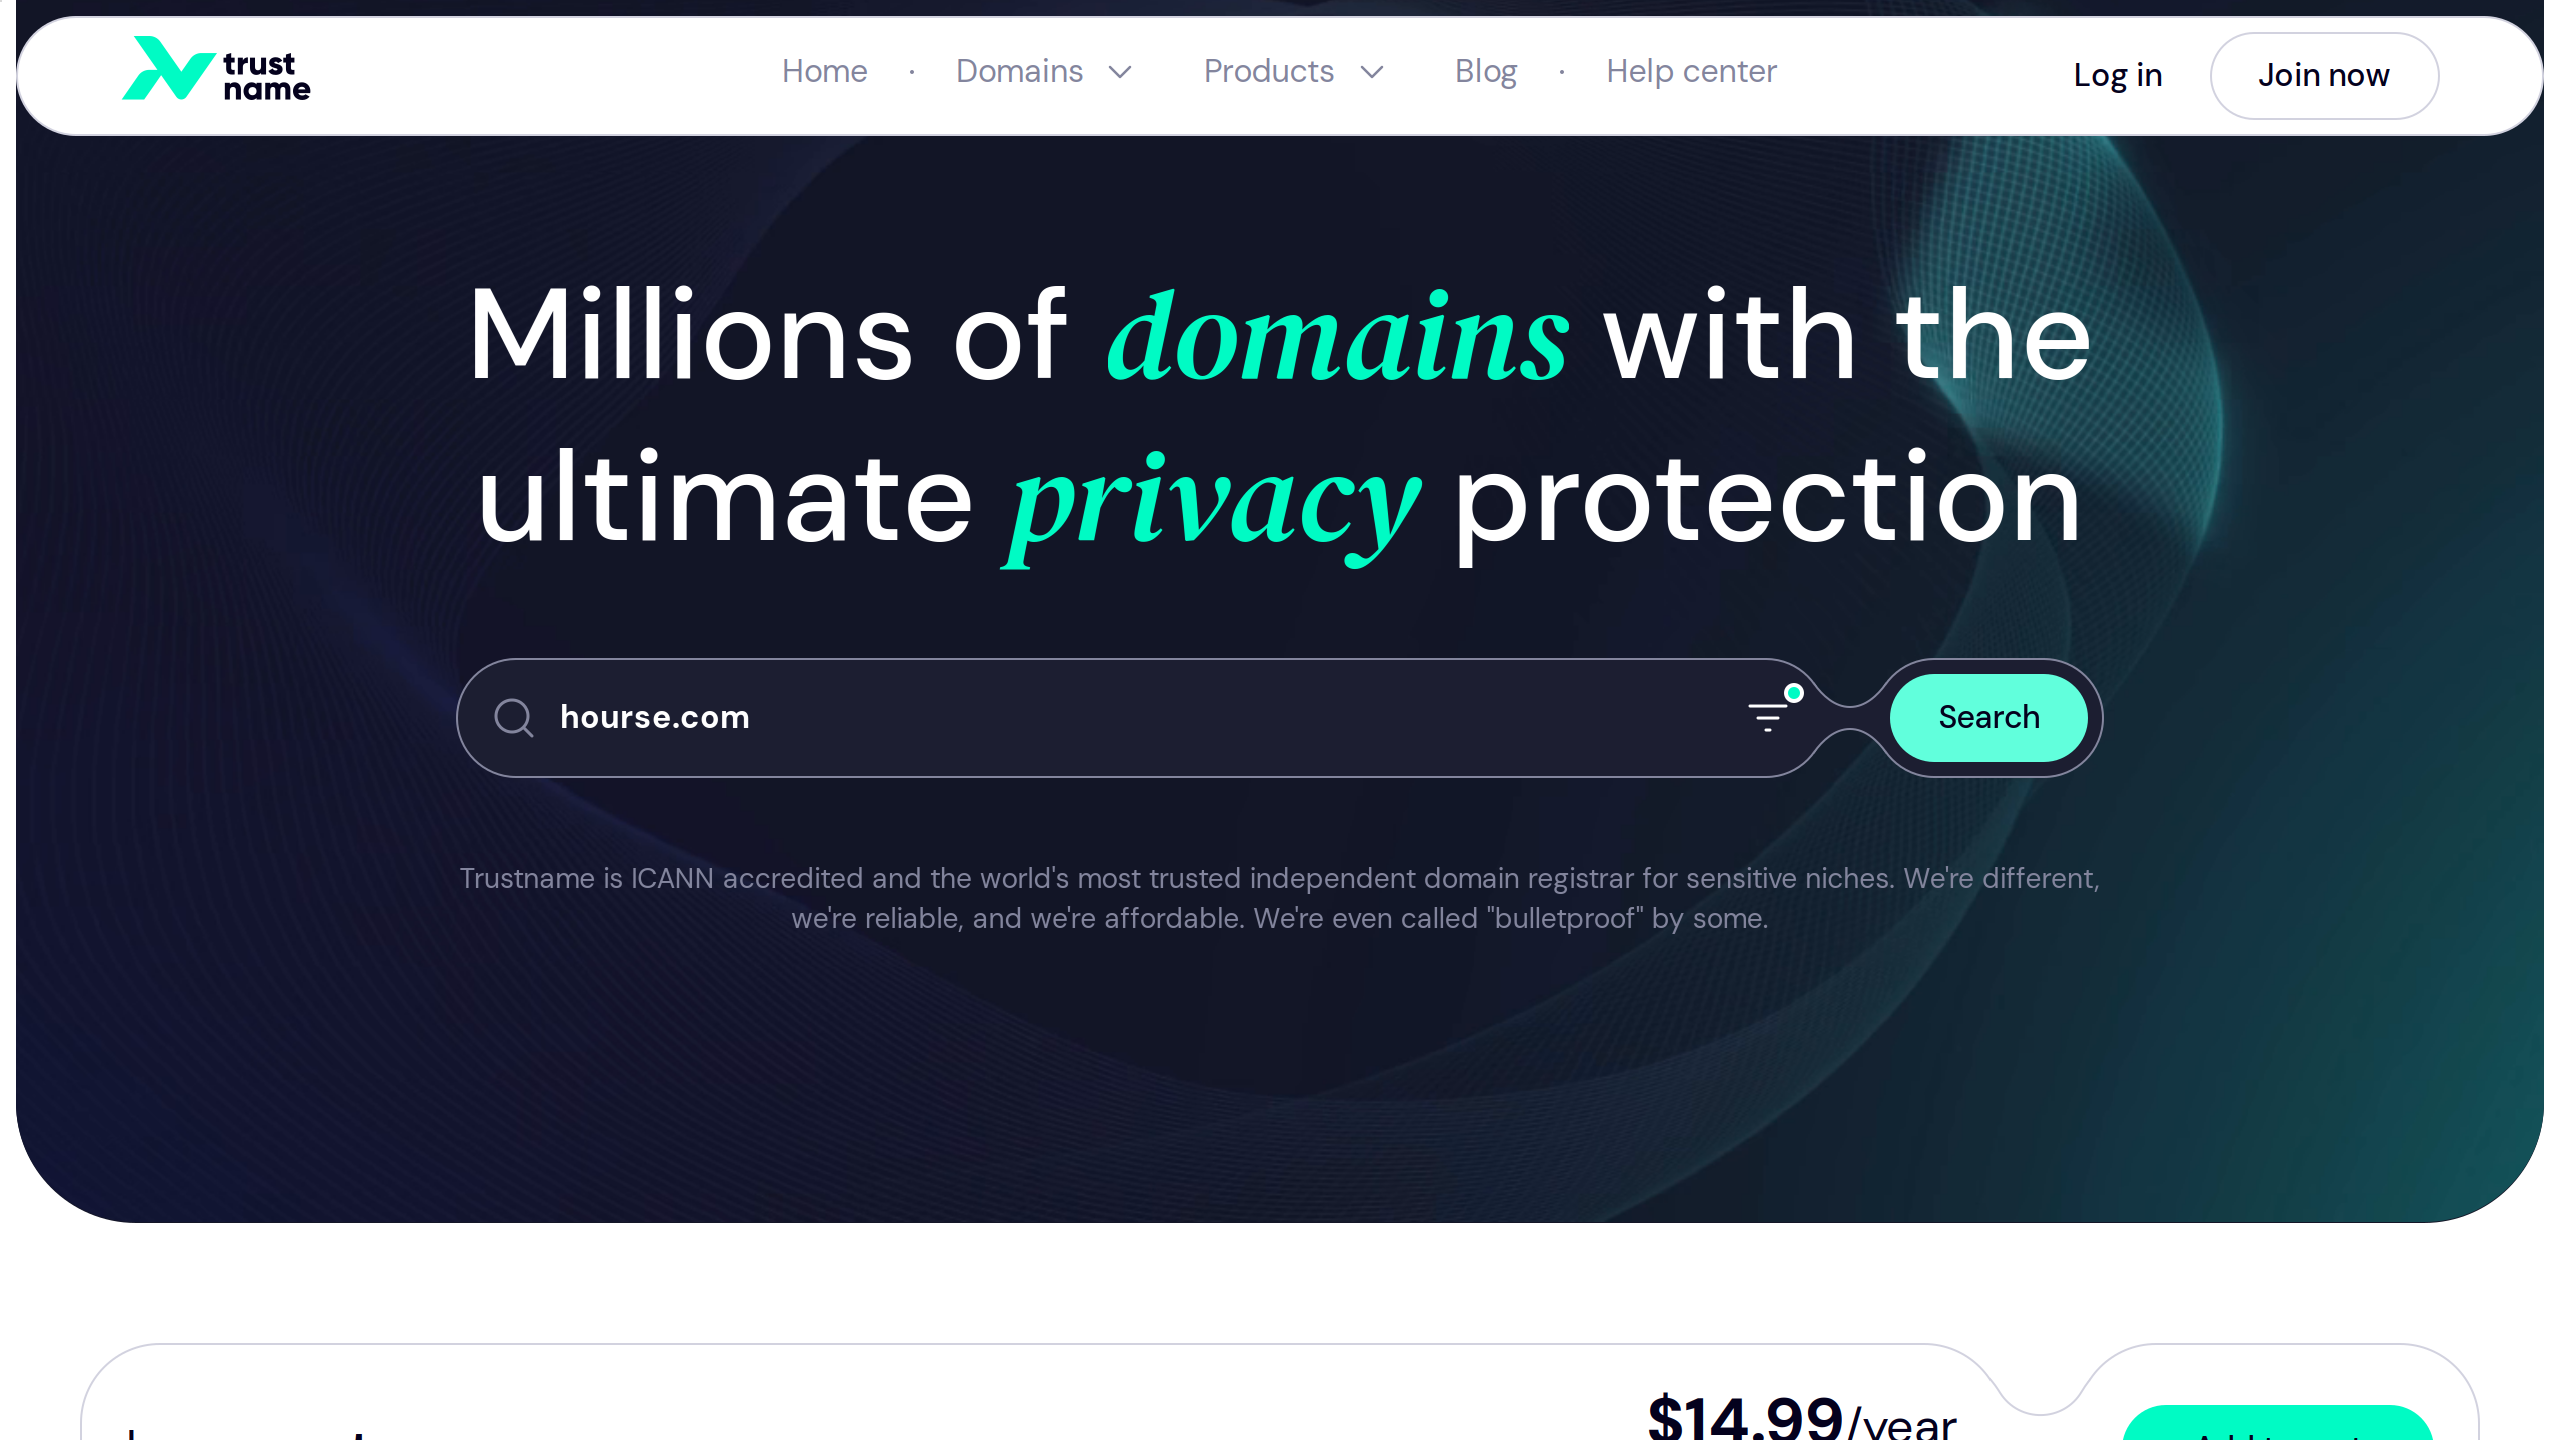 trust
name
Home · Domains Products Blog · Help center
Log in
Join now
Millions of domains with the
ultimate privacy protection
hourse.com
Search
Trustname is ICANN accredited and the world's most trusted independent domain registrar for sensitive niches. We're different,
we're reliable, and we're affordable. We're even called "bulletproof" by some.
$14.99/year